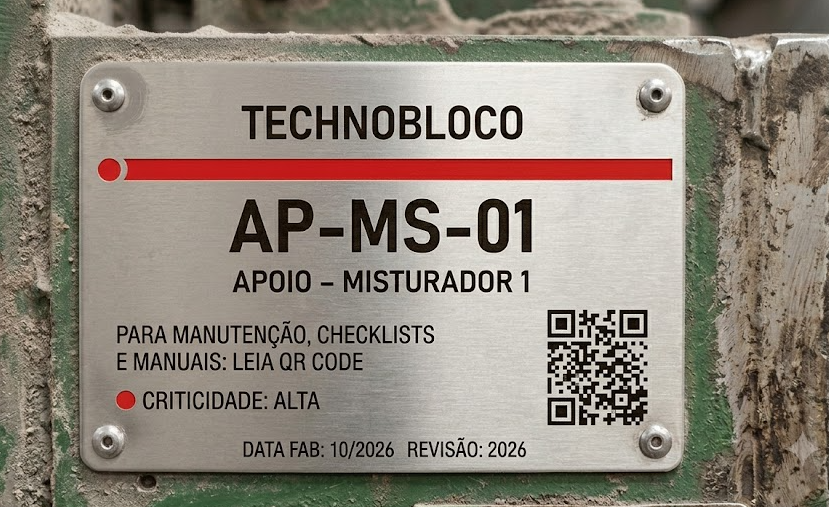 TECHNOBLOCO
AP-MS-01
APOIO – MISTURADOR 1
PARA MANUTENÇÃO, CHECKLISTS
E MANUAIS: LEIA QR CODE
CRITICIDADE: ALTA
DATA FAB: 10/2026 REVISÃO: 2026